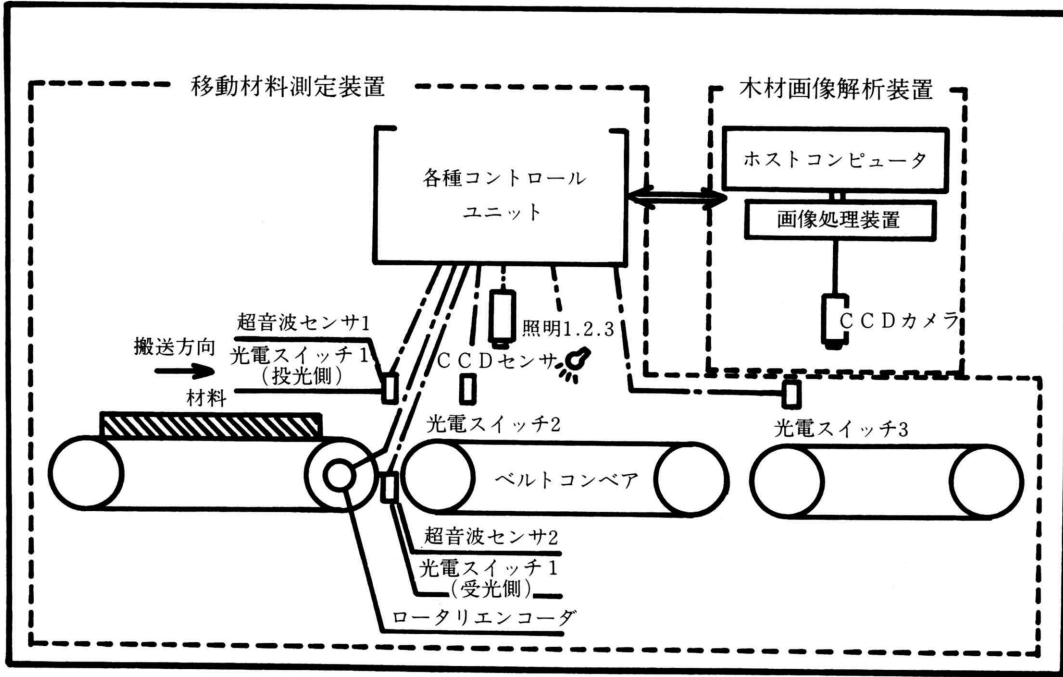 移動材料測定装置
木材画像解析装置
各種コントロール
ユニット
ホストコンピュータ
画像処理装置
CCDカメラ
超音波センサ1
搬送方向
光電スイッチ1
(投光側)
材料
照明1.2.3
CCDセンサ
光電スイッチ2
光電スイッチ3
ベルトコンベア
超音波センサ2
光電スイッチ1
(受光側)
ロータリエンコーダ